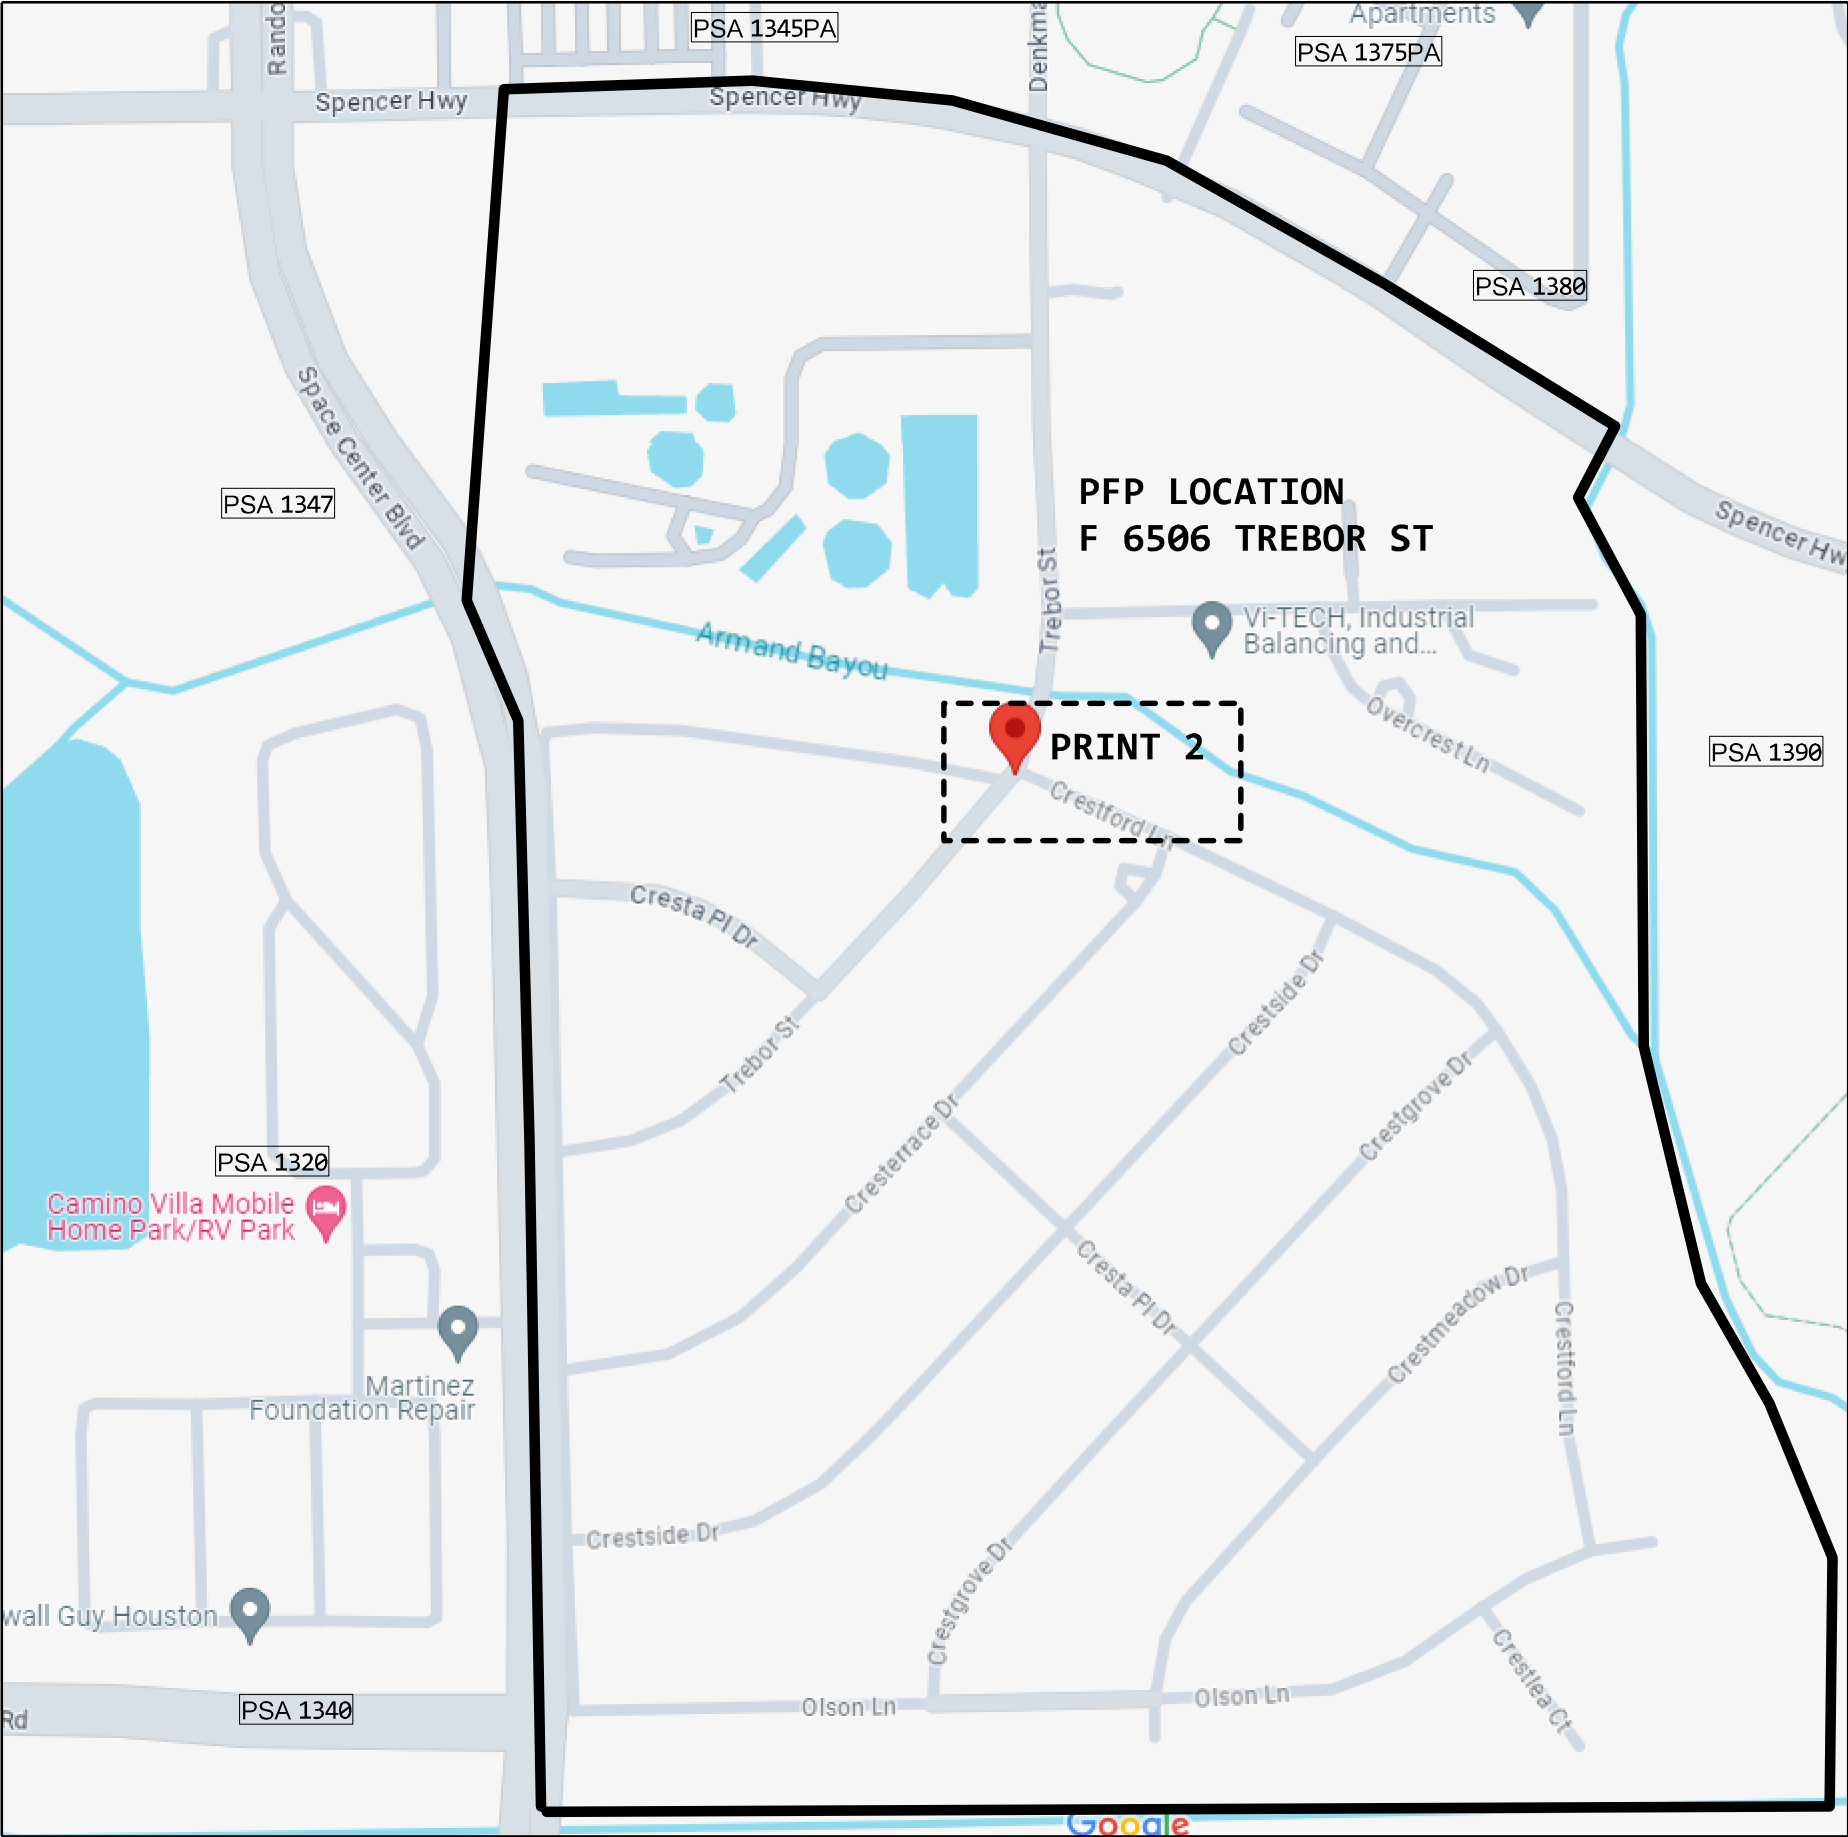 Rando
PSA 1345PA
Denkma
Apartments
PSA 1375PA
Spencer Hwy
Spencer Hwy
PSA 1380
Space Center Blvd
PSA 1347
PFP LOCATION
F 6506 TREBOR ST
Spencer Hw
Trebor St
Armand Bayou
Vi-TECH, Industrial
Balancing and...
Overcrest Ln
PRINT 2
PSA 1390
Crestford Ln
Cresta Pl Dr
Trebor St
Crestside Dr
Crestgrove Dr
Cresterrace Dr
PSA 1320
Camino Villa Mobile
Home Park/RV Park
Cresta Pl Dr
Crestmeadow Dr
Crestford Ln
Martinez
Foundation Repair
Crestside Dr
Crestgrove Dr
wall Guy Houston
Crestlea Ct
Rd
PSA 1340
Olson Ln
Olson Ln
Google